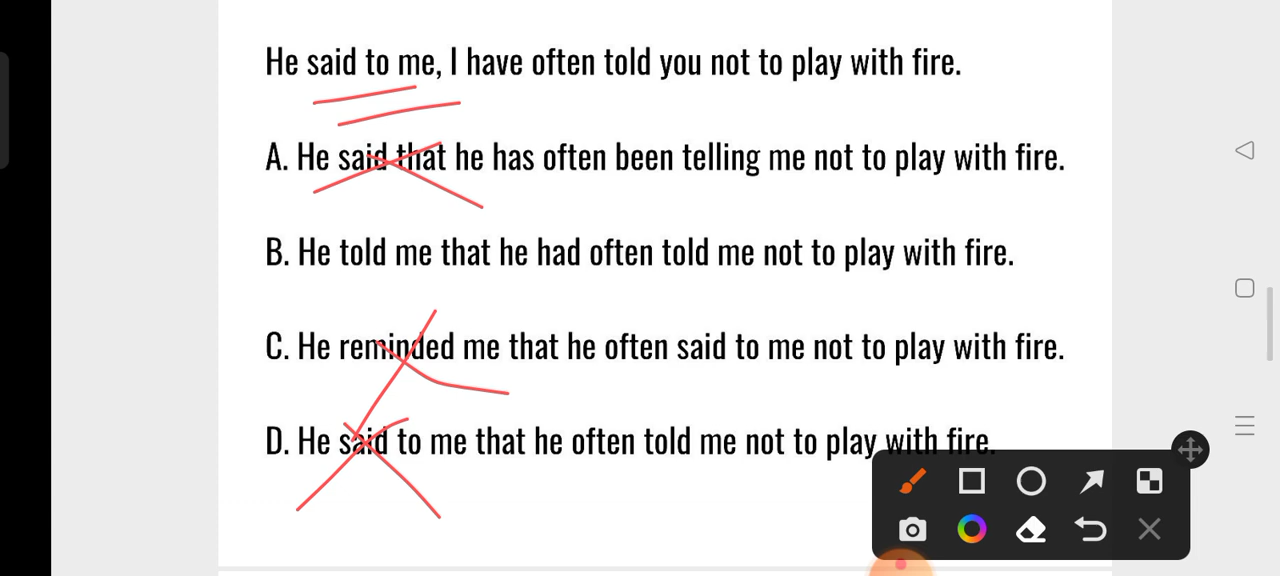 He said to me, I have often told you not to play with fire.
A. He said that he has often been telling me not to play with fire.
B. He told me that he had often told me not to play with fire.
C. He reminded me that he often said to me not to play with fire.
D. He said to me that he often told me not to play with fire.